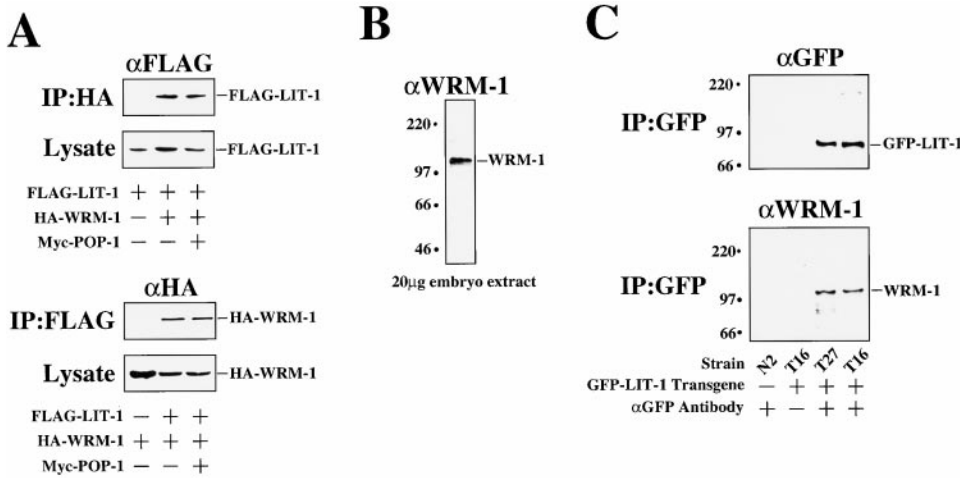 A
αFLAG
IP:HA
FLAG-LIT-1
Lysate
FLAG-LIT-1
FLAG-LIT-1 + + +
HA-WRM-1 − + +
Myc-POP-1 − − +
αHA
IP:FLAG
HA-WRM-1
Lysate
HA-WRM-1
FLAG-LIT-1 − + +
HA-WRM-1 + + +
Myc-POP-1 − − +
B
αWRM-1
220•
WRM-1
97•
66•
46•
20μg embryo extract
C
αGFP
220•
IP:GFP
97•
GFP-LIT-1
66•
αWRM-1
220•
IP:GFP
WRM-1
97•
66•
Strain N2 T16 T27 T16
GFP-LIT-1 Transgene − + + +
αGFP Antibody + − + +